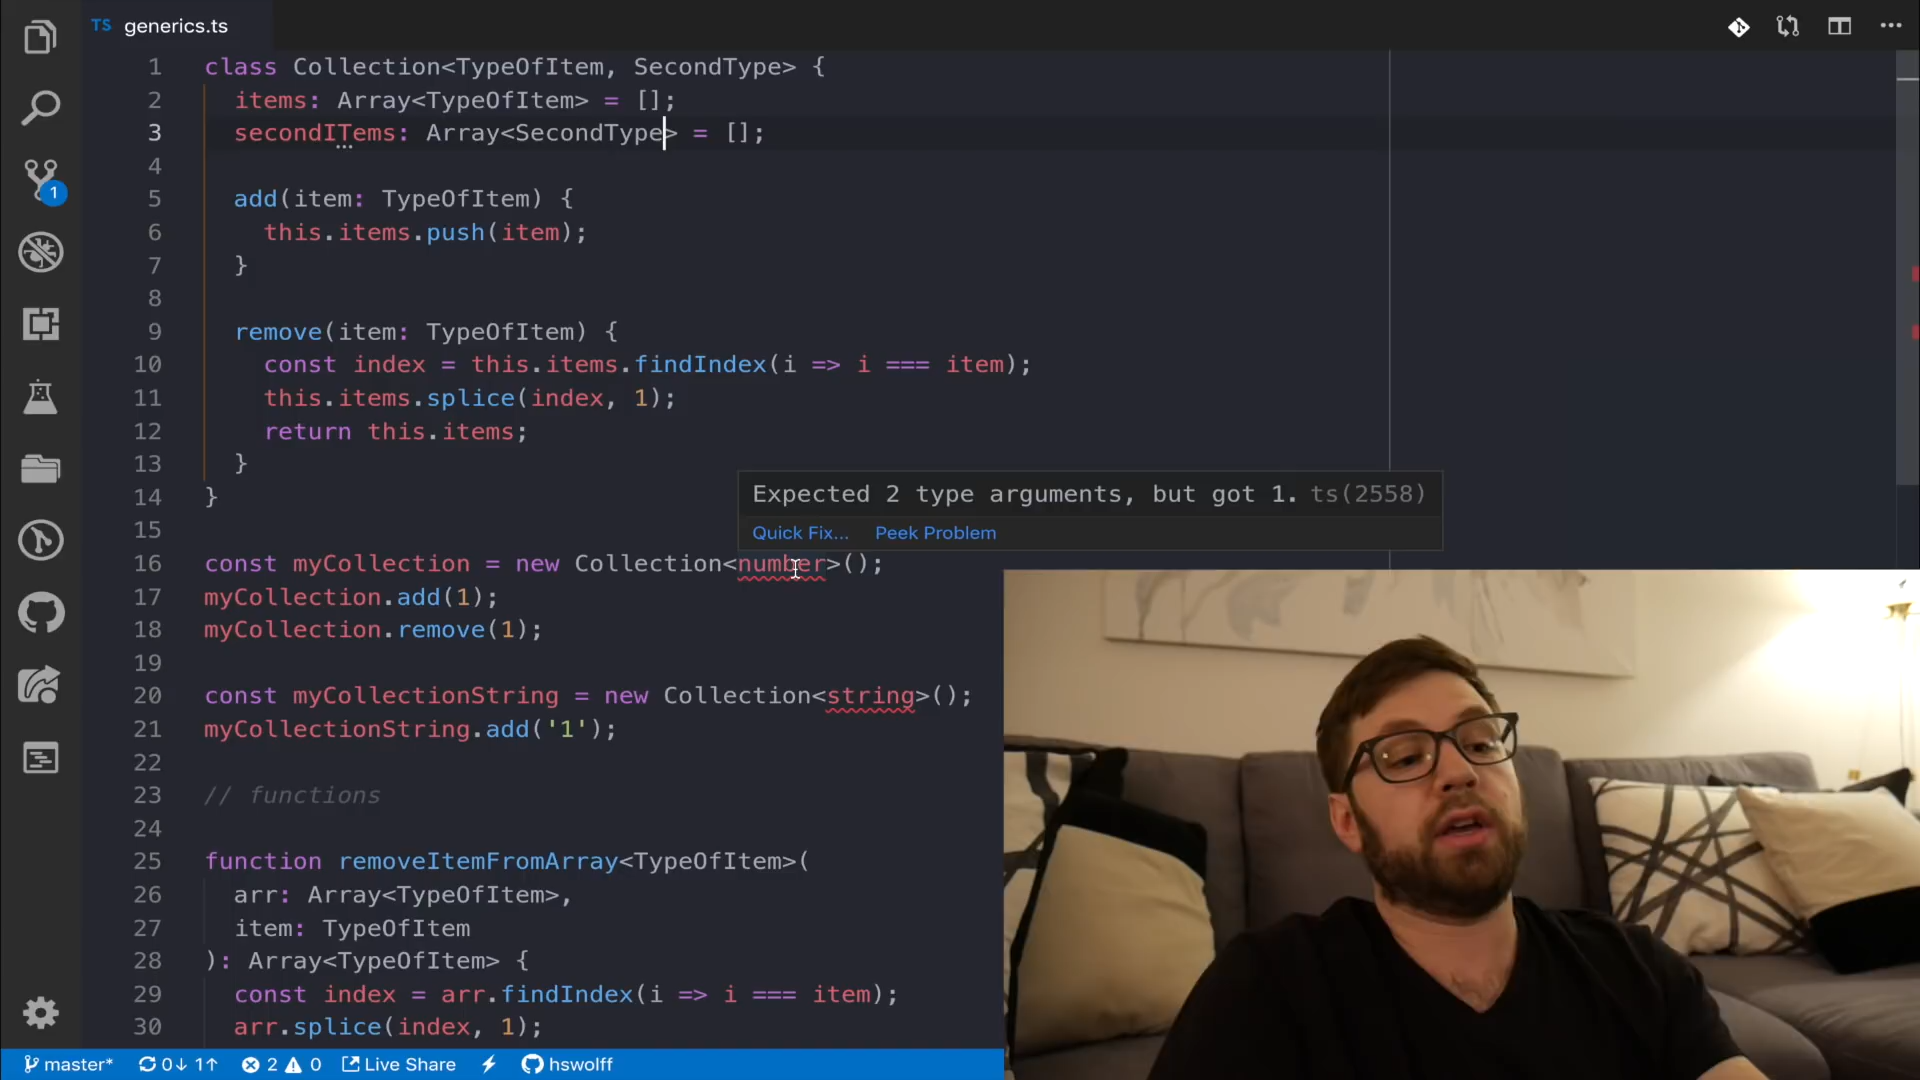 TS generics.ts
1 class Collection<TypeOfItem, SecondType> {
2 items: Array<TypeOfItem> = [];
3 secondITems: Array<SecondType> = [];
4
5 add(item: TypeOfItem) {
6 this.items.push(item);
7 }
8
9 remove(item: TypeOfItem) {
10 const index = this.items.findIndex(i => i === item);
11 this.items.splice(index, 1);
12 return this.items;
13 }
14 }
Expected 2 type arguments, but got 1. ts(2558)
Quick Fix... Peek Problem
15
16 const myCollection = new Collection<number>();
17 myCollection.add(1);
18 myCollection.remove(1);
19
20 const myCollectionString = new Collection<string>();
21 myCollectionString.add('1');
22
23 // functions
24
25 function removeItemFromArray<TypeOfItem>(
26 arr: Array<TypeOfItem>,
27 item: TypeOfItem
28 ): Array<TypeOfItem> {
29 const index = arr.findIndex(i => i === item);
30 arr.splice(index, 1);
1
master* 0↓ 1↑ 2 0 Live Share hswolff